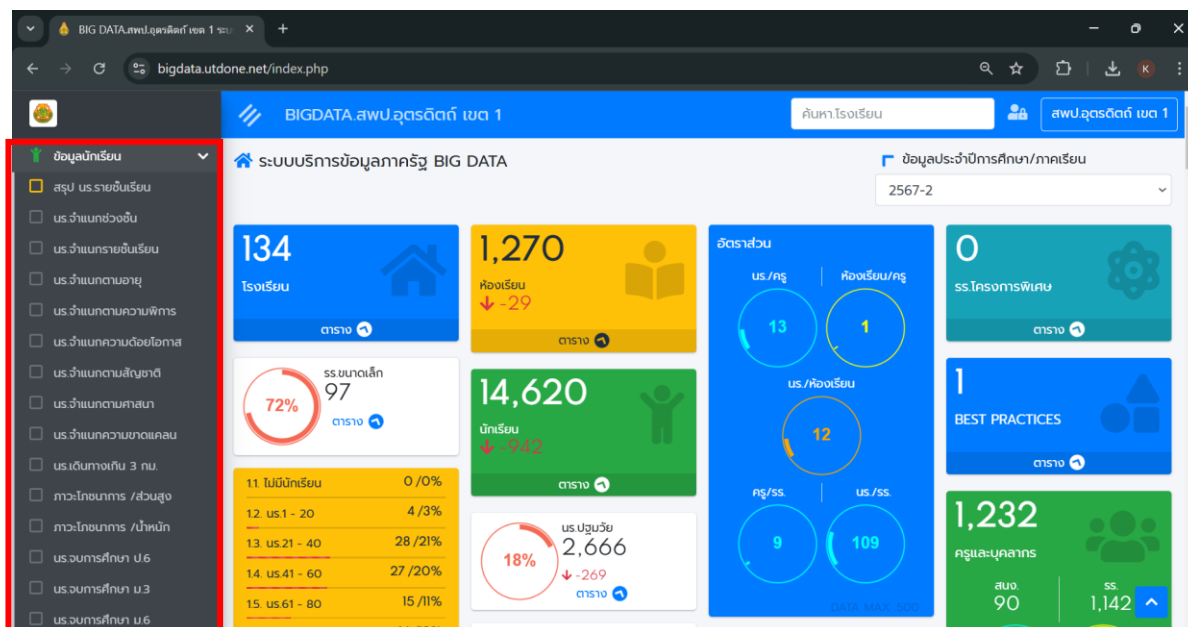 BIG DATA.สพป.อุตรดิตถ์ เขต 1 ระบ
bigdata.utdone.net/index.php
K
BIGDATA.สพป.อุตรดิตถ์ เขต 1
ค้นหา.โรงเรียน
สพป.อุตรดิตถ์ เขต 1
ข้อมูลนักเรียน
สรุป นร.รายชั้นเรียน
นร.จำแนกช่วงชั้น
นร.จำแนกรายชั้นเรียน
นร.จำแนกตามอายุ
นร.จำแนกตามความพิการ
นร.จำแนกความด้อยโอกาส
นร.จำแนกตามสัญชาติ
นร.จำแนกตามศาสนา
นร.จำแนกความขาดแคลน
นร.เดินทางเกิน 3 กม.
ภาวะโภชนาการ /ส่วนสูง
ภาวะโภชนาการ /น้ำหนัก
นร.จบการศึกษา ป.6
นร.จบการศึกษา ม.3
นร.จบการศึกษา ม.6
ระบบบริการข้อมูลภาครัฐ BIG DATA
ข้อมูลประจำปีการศึกษา/ภาคเรียน
2567-2
134
โรงเรียน
ตาราง
72%
รร.ขนาดเล็ก
97
ตาราง
11. ไม่มีนักเรียน 0 /0%
12. นร.1 - 20 4 /3%
13. นร.21 - 40 28 /21%
14. นร.41 - 60 27 /20%
15. นร.61 - 80 15 /11%
1,270
ห้องเรียน
-29
ตาราง
14,620
นักเรียน
-942
ตาราง
18%
นร.ปฐมวัย
2,666
-269
ตาราง
อัตราส่วน
นร./ครู ห้องเรียน/ครู
13 1
นร./ห้องเรียน
12
ครู/รร. นร./รร.
9 109
DATA MAX :500
0
รร.โครงการพิเศษ
ตาราง
1
BEST PRACTICES
ตาราง
1,232
ครูและบุคลากร
สนง. รร.
90 1,142